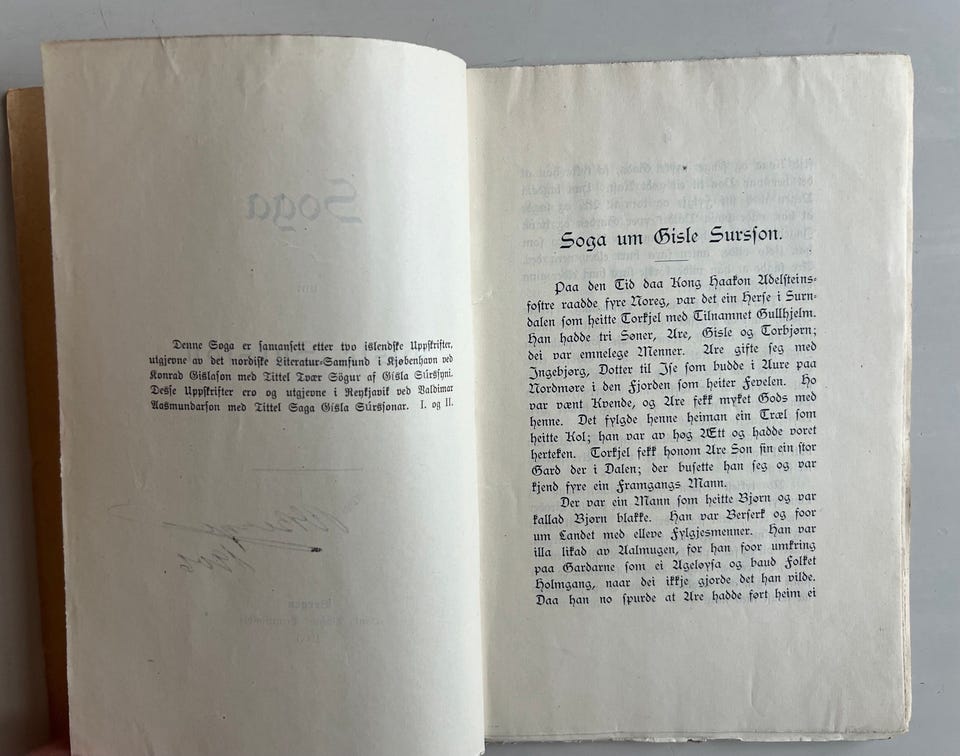 Denne Soga er samansett etter tvo islendske Uppskrifter,
utgjevne av det nordiske Literatur-Samfund i Kjøbenhavn ved
Konrad Gislason med Tittel Tvær Sögur af Gisla Súrssyni.
Desse Uppskrifter ero og utgjevne i Reykjavik ved Valdimar
Aasmundarson med Tittel Saga Gisla Súrssonar. I. og II.
Soga um Gisle Sursson.
Paa den Tid daa Kong Haakon Adelsteins-
fostre raadde fyre Noreg, var det ein Herse i Surn-
dalen som heitte Torkjel med Tilnamnet Gullhjelm.
Han hadde tri Søner, Are, Gisle og Torbjørn;
dei var emnelege Menner. Are gifte seg med
Ingebjørg, Dotter til Ise som budde i Aure paa
Nordmøre i den Fjorden som heiter Fevelen. Ho
var vænt Kvende, og Are fekk myket Gods med
henne. Det fylgde henne heiman ein Træl som
heitte Kol; han var av høg Ætt og hadde voret
herteken. Torkjel fekk honom Are Son sin ein stor
Gard der i Dalen; der busette han seg og var
kjend fyre ein Framgangs Mann.
Der var ein Mann som heitte Bjørn og var
kallad Bjørn blakke. Han var Berserk og foor
um Landet med elleve Fylgjesmenner. Han var
illa likad av Aalmugen, for han foor umkring
paa Gardarne som ei Ageløysa og baud Folket
Holmgang, naar dei ikkje gjorde det han vilde.
Daa han no spurde at Are hadde ført heim ei